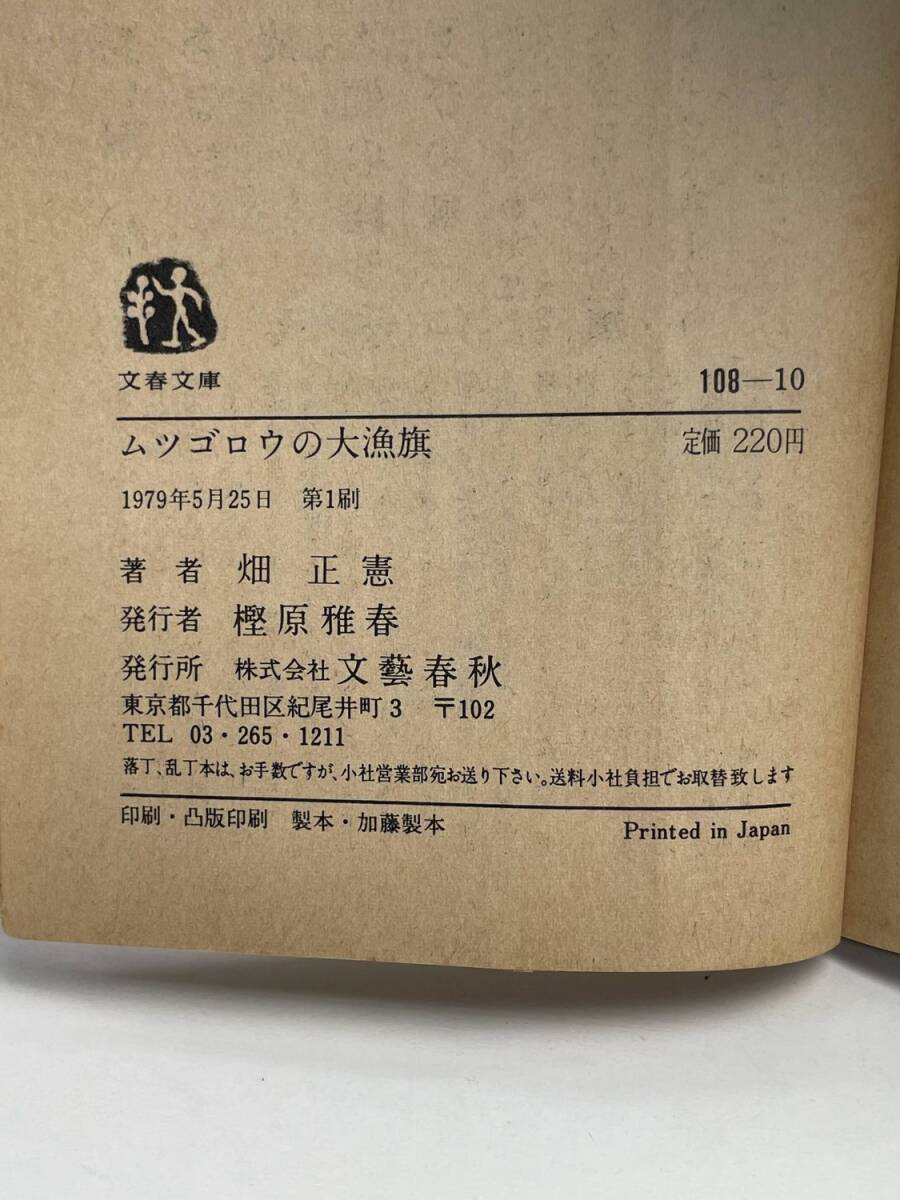 文春文庫
108—10
ムツゴロウの大漁旗
定価 220円
1979年5月25日 第1刷
著者 畑 正憲
発行者 樫原雅春
発行所 株式会社 文藝春秋
東京都千代田区紀尾井町3 〒102
TEL 03・265・1211
落丁、乱丁本は、お手数ですが、小社営業部宛お送り下さい。送料小社負担でお取替致します
印刷・凸版印刷 製本・加藤製本
Printed in Japan